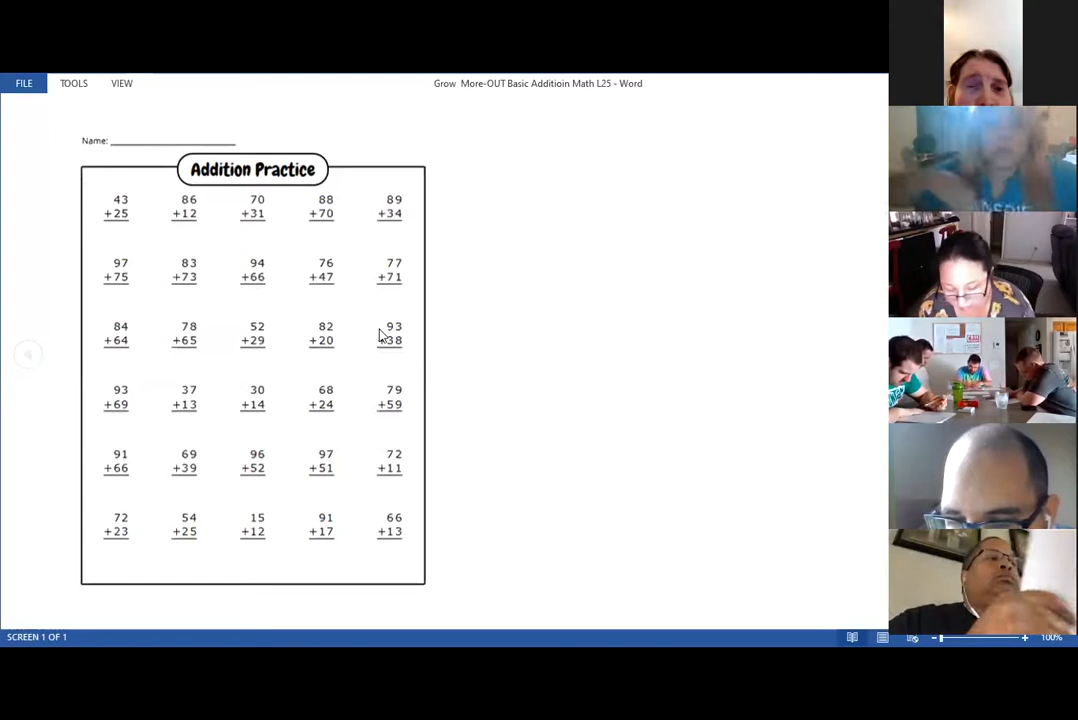 FILE TOOLS VIEW Grow More-OUT Basic Additioin Math L25 - Word
Name:
Addition Practice
43 86 70 88 89
+25 +12 +31 +70 +34
97 83 94 76 77
+75 +73 +66 +47 +71
84 78 52 82 93
+64 +65 +29 +20 38
93 37 30 68 79
+69 +13 +14 +24 +59
91 69 96 97 72
+66 +39 +52 +51 +11
72 54 15 91 66
+23 +25 +12 +17 +13
SCREEN 1 OF 1 100%